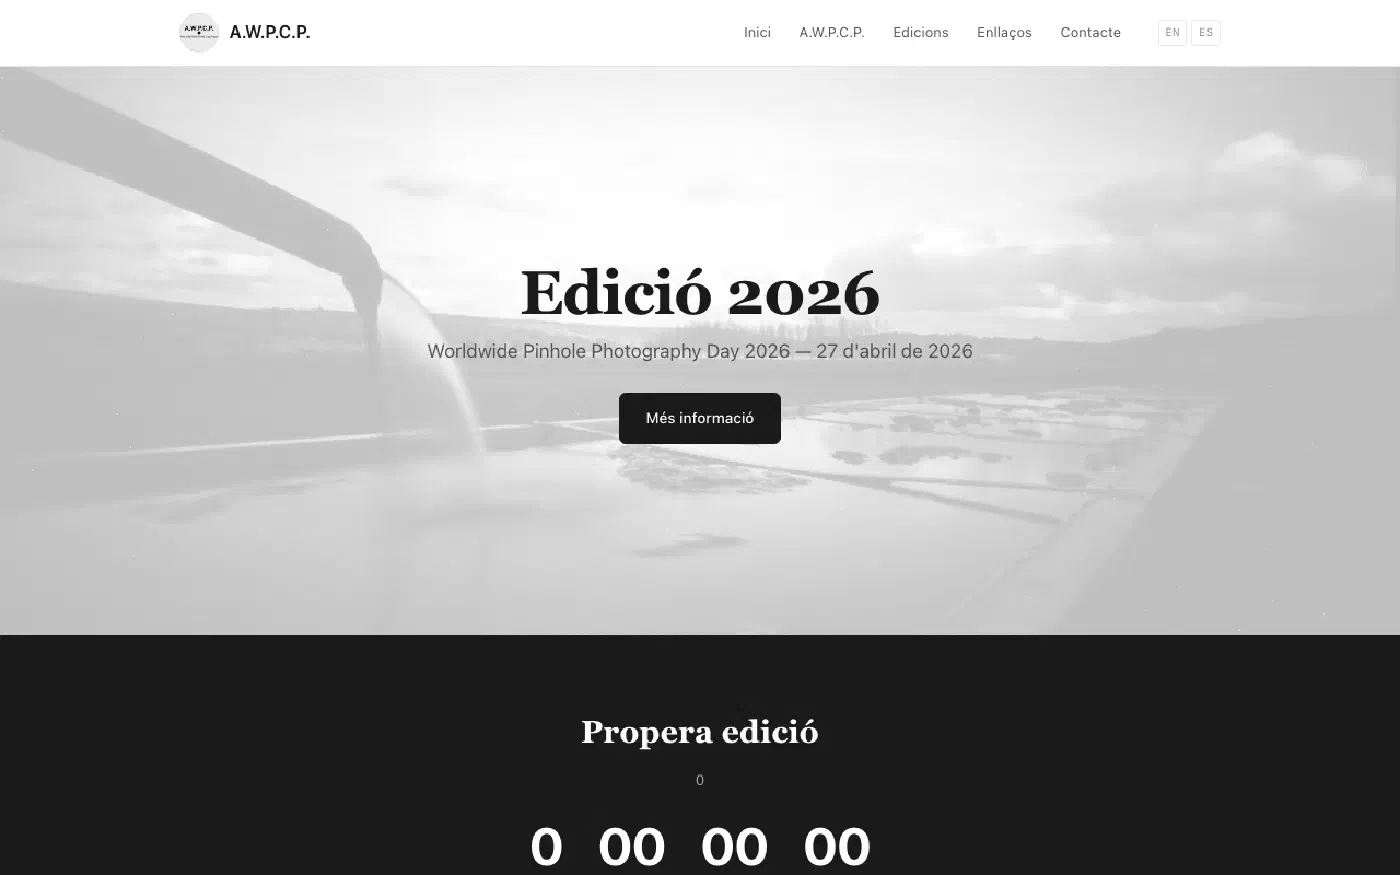 A.W.P.C.P.
A.W.P.C.P.
Inici
A.W.P.C.P.
Edicions
Enllaços
Contacte
EN
ES
Edició 2026
Worldwide Pinhole Photography Day 2026 — 27 d'abril de 2026
Més informació
Propera edició
0
0 00 00 00